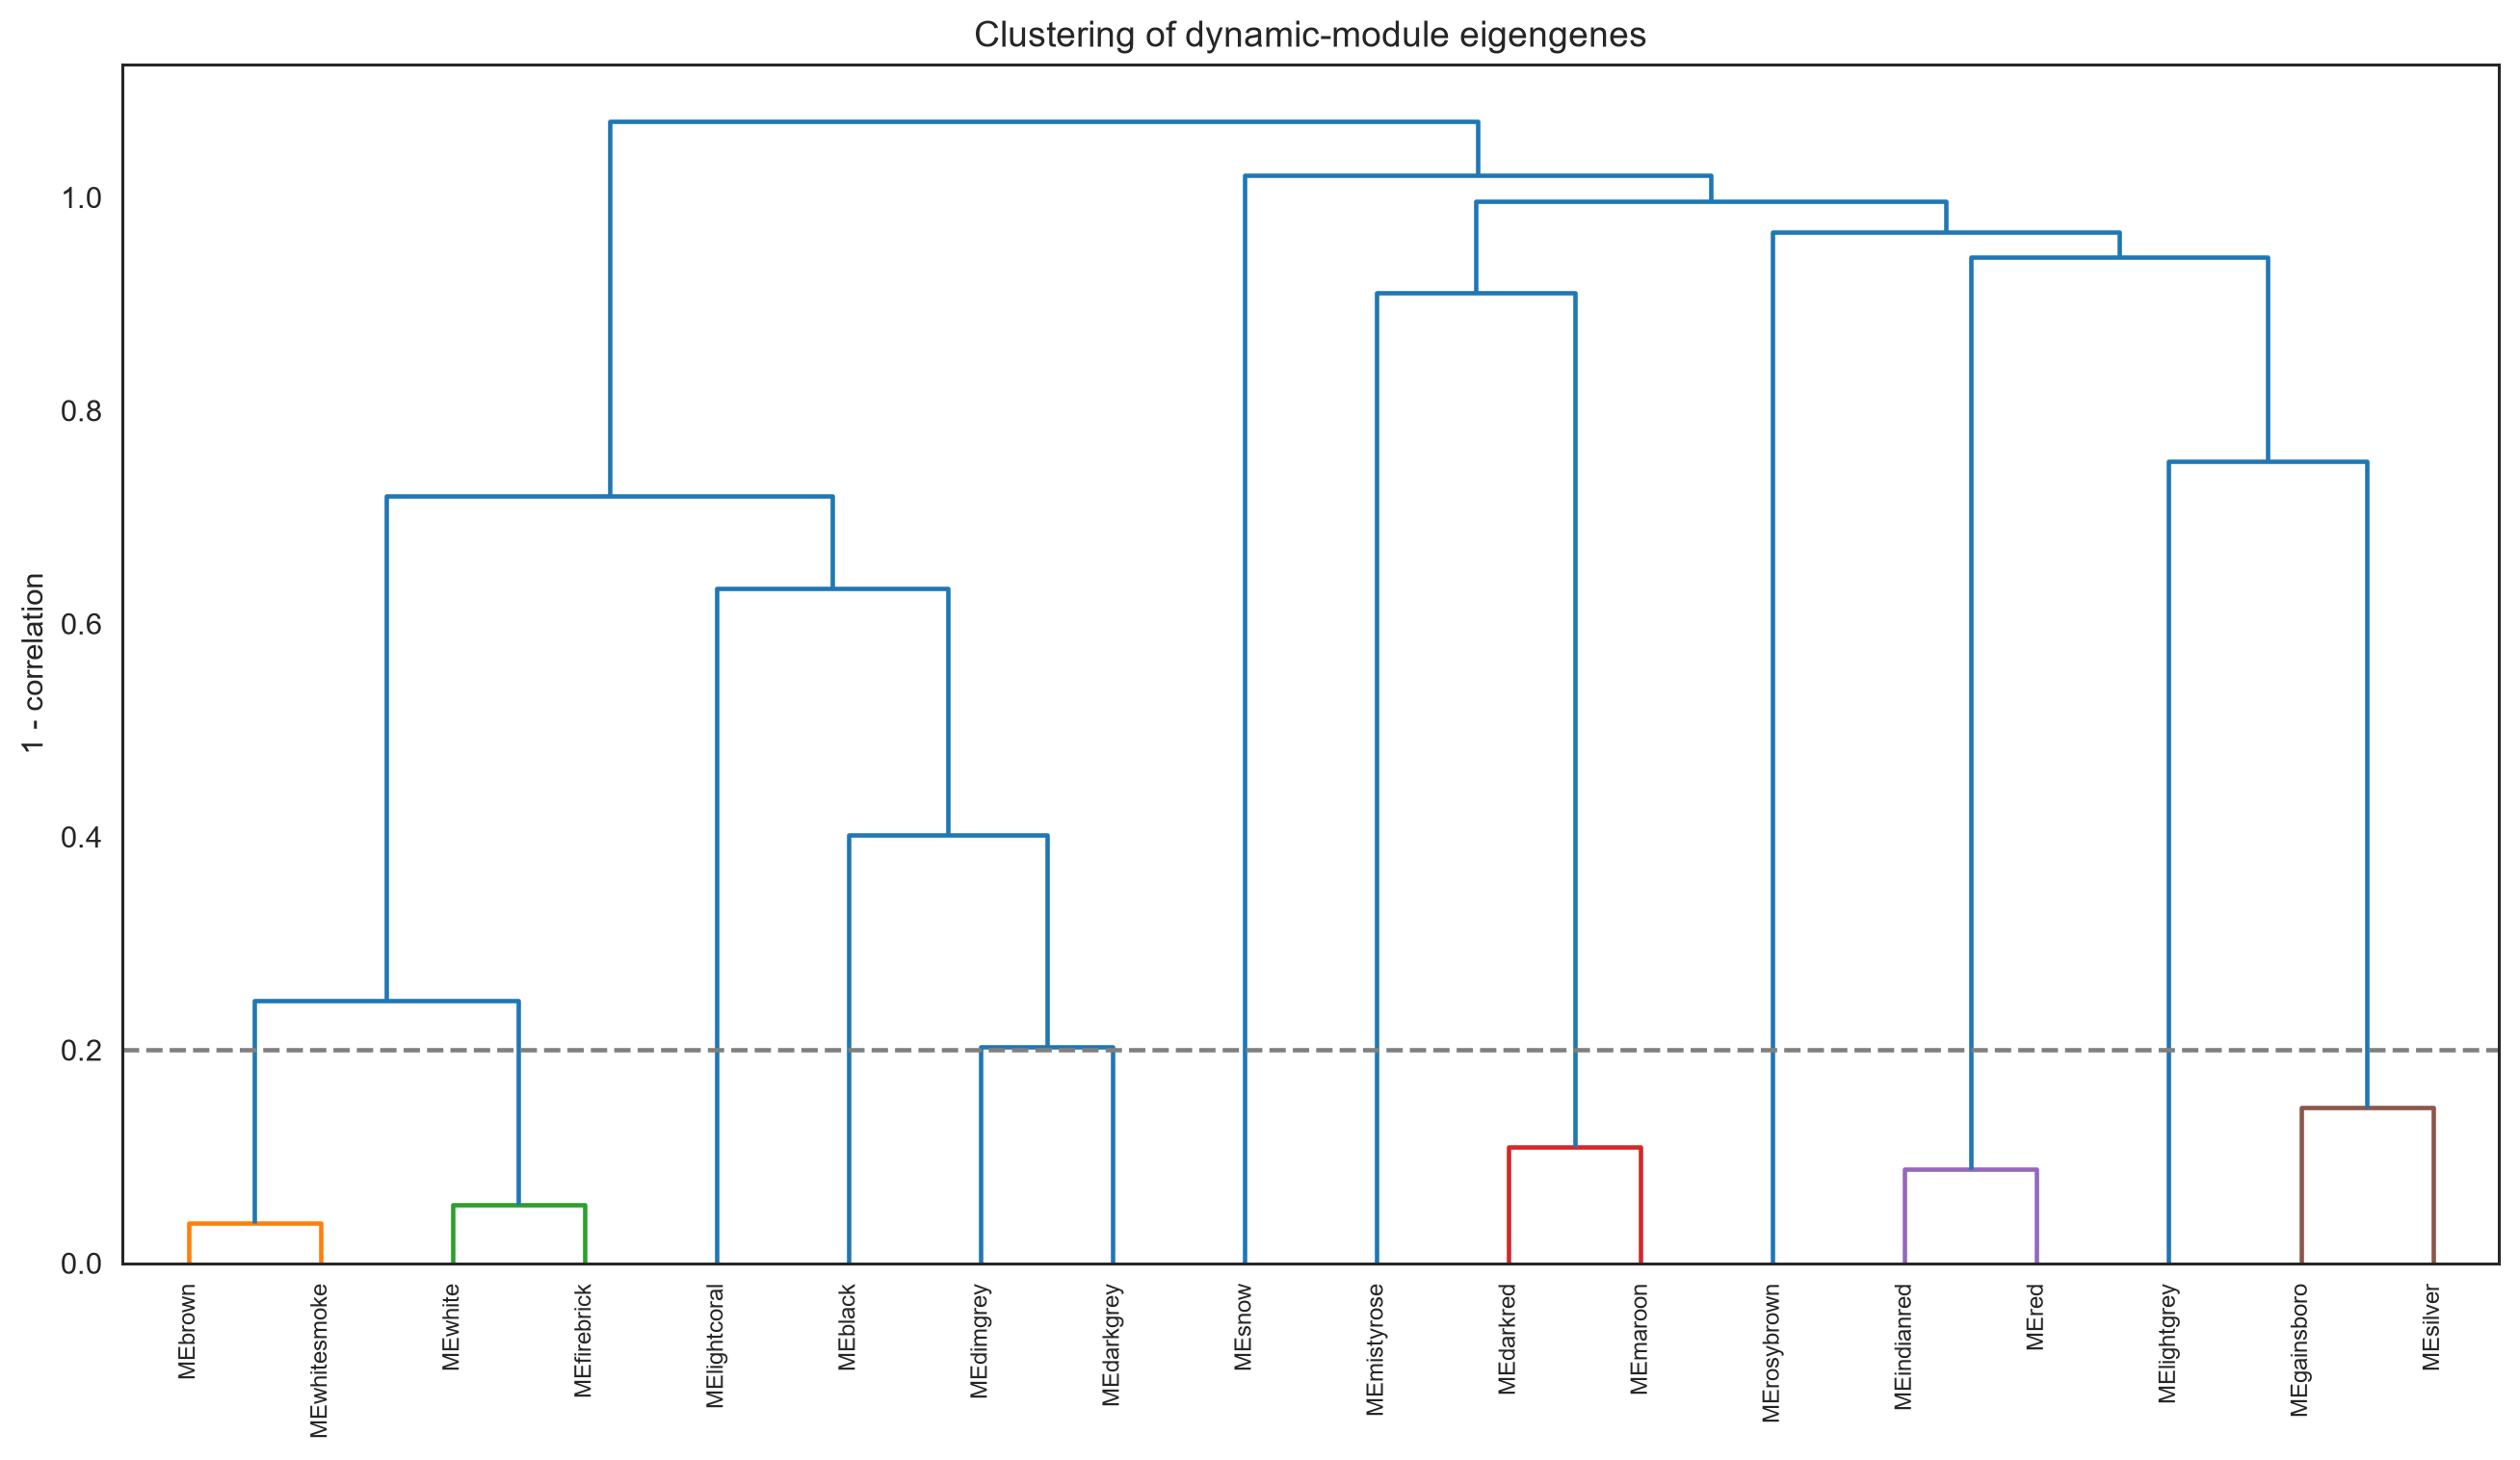 Clustering of dynamic-module eigengenes
1 - correlation
1.0
0.8
0.6
0.4
0.2
0.0
MEbrown
MEwhitesmoke
MEwhite
MEfirebrick
MElightcoral
MEblack
MEdimgrey
MEdarkgrey
MEsnow
MEmistyrose
MEdarkred
MEmaroon
MErosybrown
MEindianred
MEred
MElightgrey
MEgainsboro
MEsilver